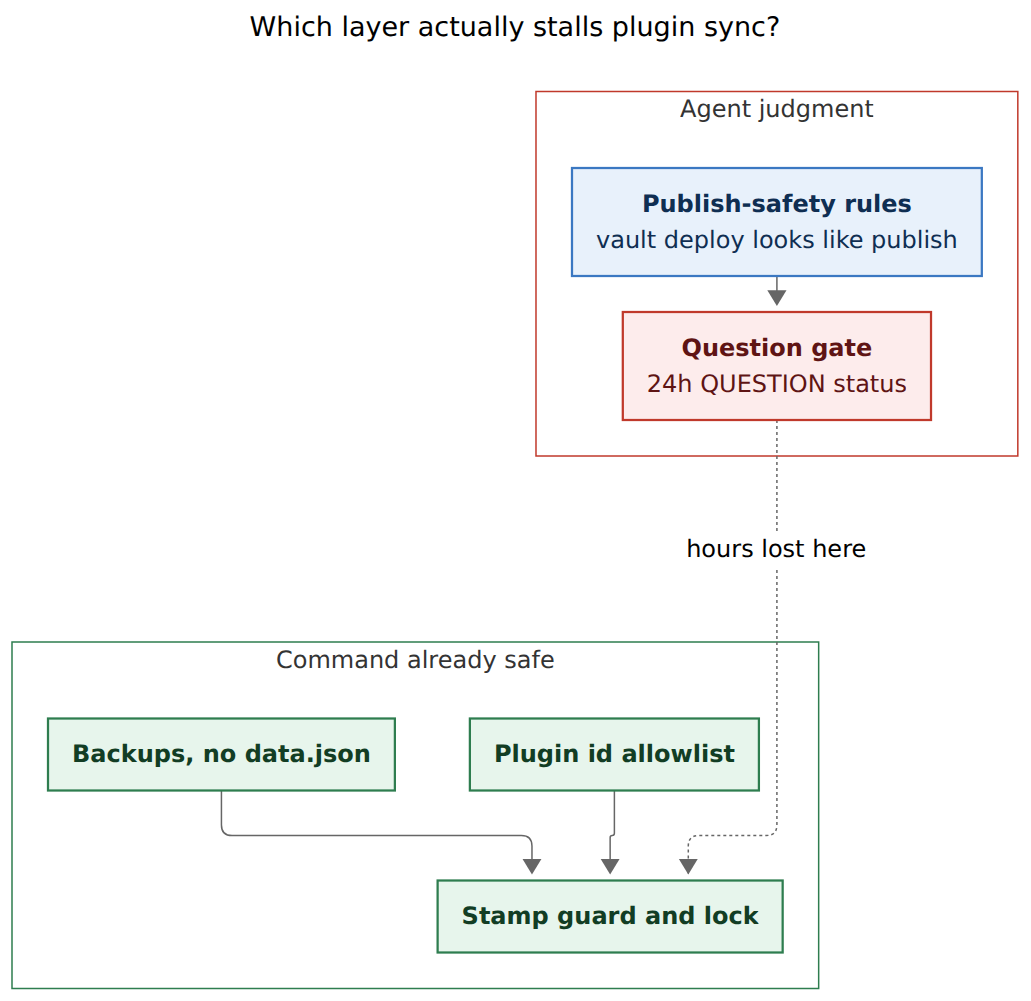 Which layer actually stalls plugin sync?
Agent judgment
Publish-safety rules
vault deploy looks like publish
Question gate
24h QUESTION status
hours lost here
Command already safe
Backups, no data.json
Plugin id allowlist
Stamp guard and lock